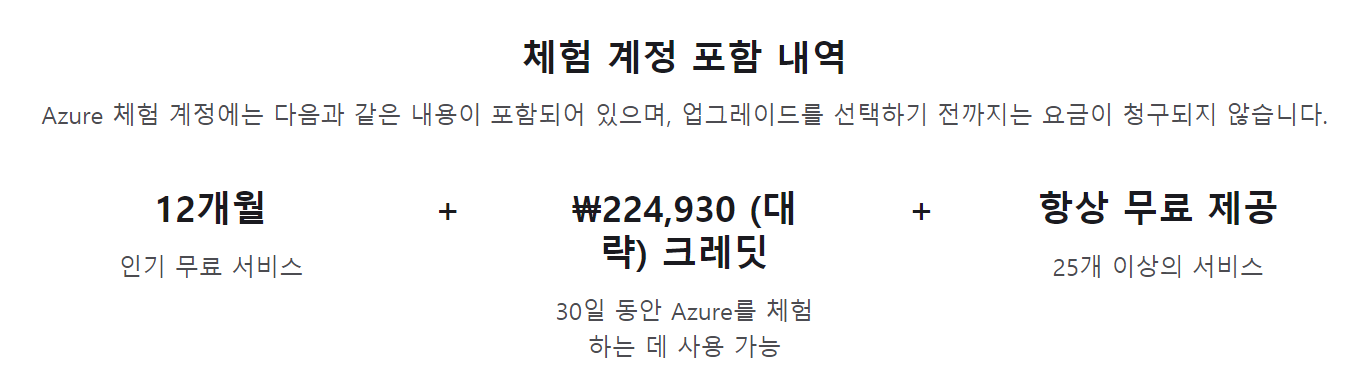 체험 계정 포함 내역
Azure 체험 계정에는 다음과 같은 내용이 포함되어 있으며, 업그레이드를 선택하기 전까지는 요금이 청구되지 않습니다.
12개월
인기 무료 서비스
+
₩224,930 (대
략) 크레딧
30일 동안 Azure를 체험
하는 데 사용 가능
+
항상 무료 제공
25개 이상의 서비스